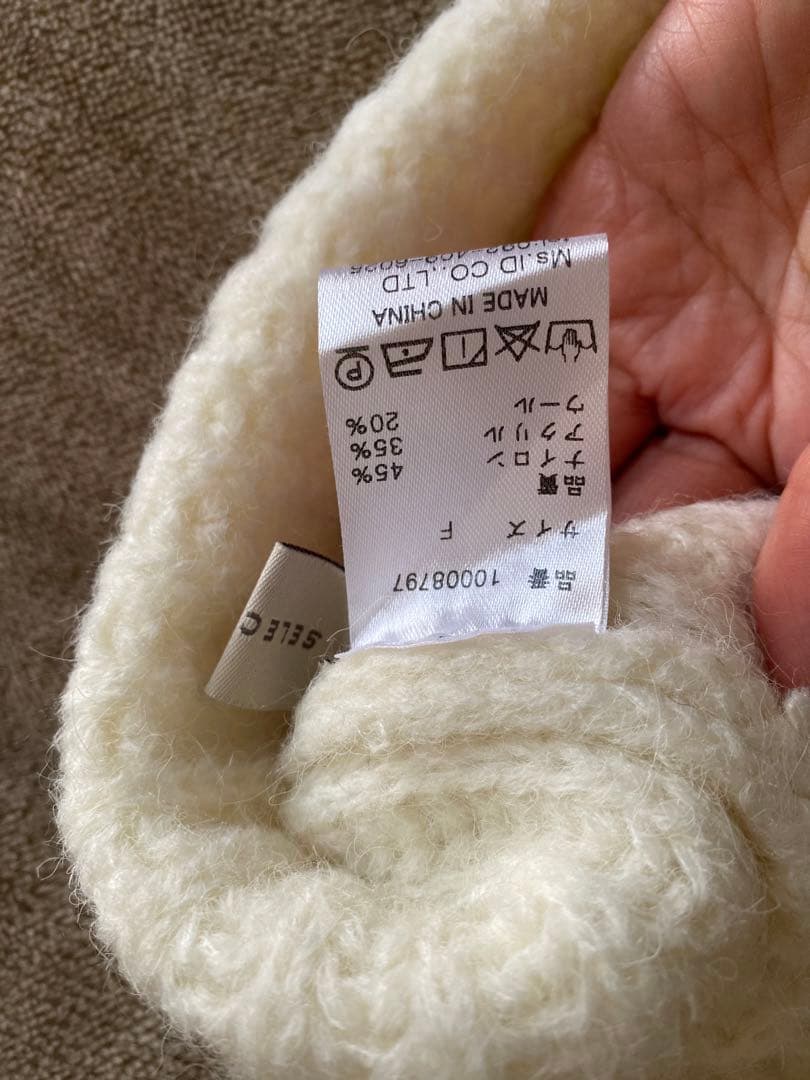 品番 10008797
サイズ F
品質
ナイロン 45%
アクリル 35%
ウール 20%
P
MADE IN CHINA
Ms.ID CO.,LTD
SELEC